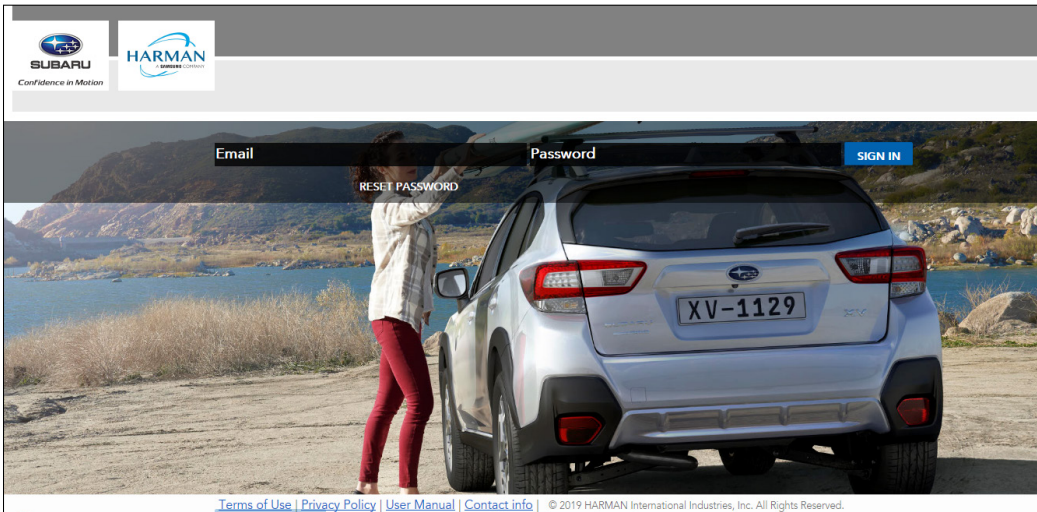 SUBARU
Confidence in Motion
HARMAN
A SAMSUNG COMPANY
Email
Password
SIGN IN
RESET PASSWORD
XV-1129
XV
Terms of Use | Privacy Policy | User Manual | Contact info | © 2019 HARMAN International Industries, Inc. All Rights Reserved.